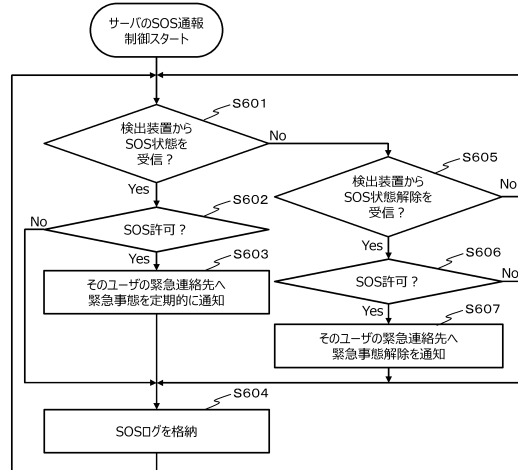 サーバのSOS通報
制御スタート
S601
検出装置から
SOS状態を
受信？
No
Yes
S605
検出装置から
SOS状態解除を
受信？
No
Yes
S602
No
SOS許可？
Yes
S606
SOS許可？
No
Yes
S603
そのユーザの緊急連絡先へ
緊急事態を定期的に通知
S607
そのユーザの緊急連絡先へ
緊急事態解除を通知
S604
SOSログを格納